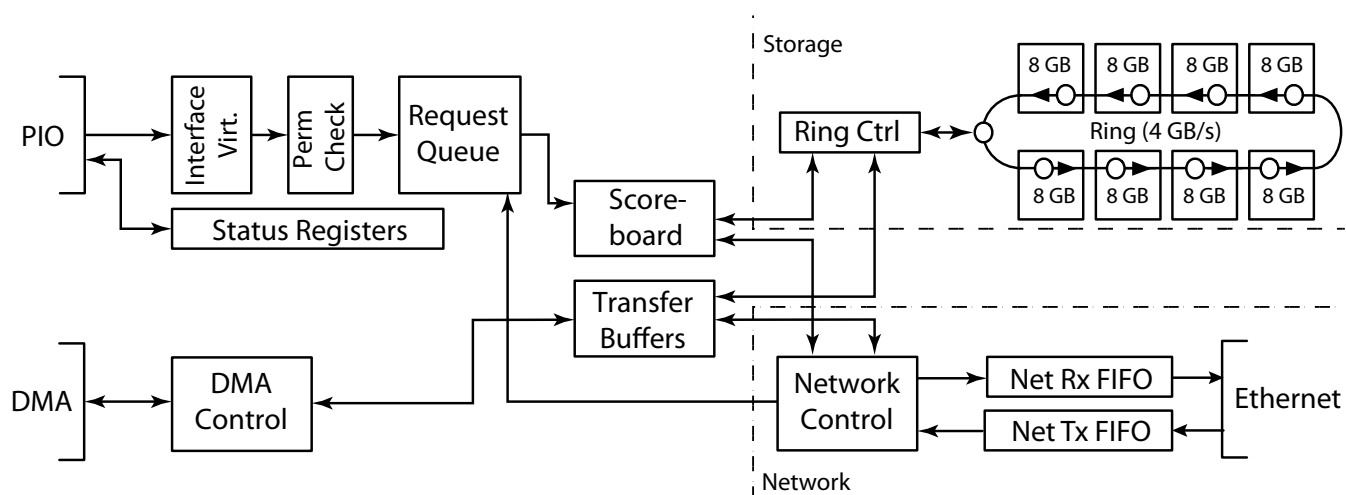 Storage
8 GB
8 GB
8 GB
8 GB
Ring (4 GB/s)
8 GB
8 GB
8 GB
8 GB
Ring Ctrl
PIO
Interface
Virt.
Perm
Check
Request
Queue
Status Registers
Score-
board
Transfer
Buffers
DMA
DMA
Control
Network
Control
Net Rx FIFO
Net Tx FIFO
Ethernet
Network